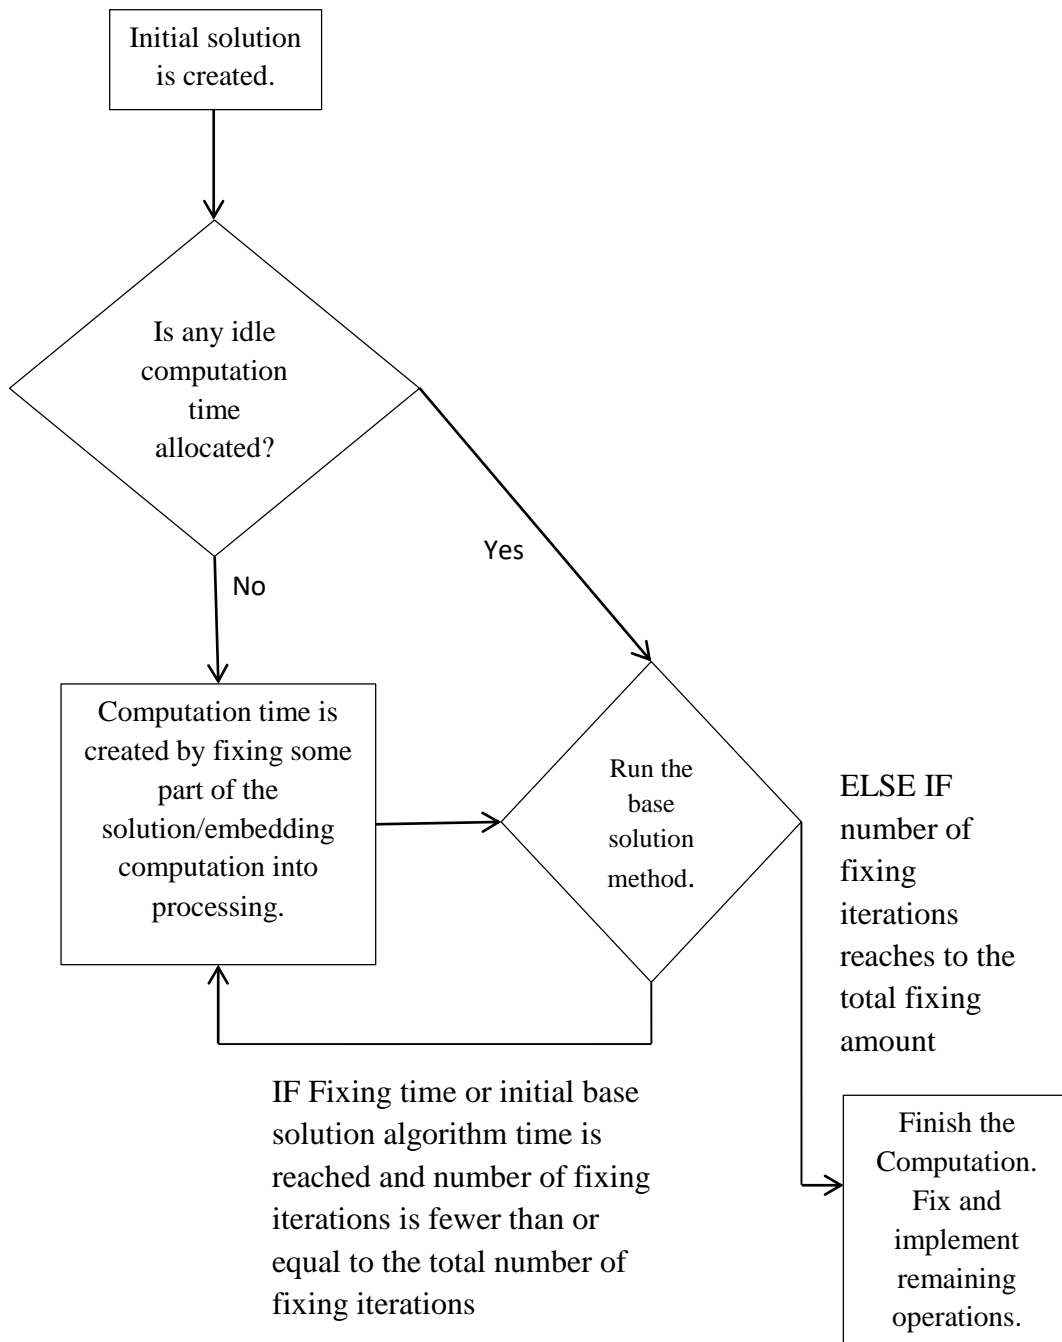 Initial solution
is created.
Is any idle
computation
time
allocated?
Yes
No
Computation time is
created by fixing some
part of the
solution/embedding
computation into
processing.
Run the
base
solution
method.
ELSE IF
number of
fixing
iterations
reaches to the
total fixing
amount
IF Fixing time or initial base
solution algorithm time is
reached and number of fixing
iterations is fewer than or
equal to the total number of
fixing iterations
Finish the
Computation.
Fix and
implement
remaining
operations.